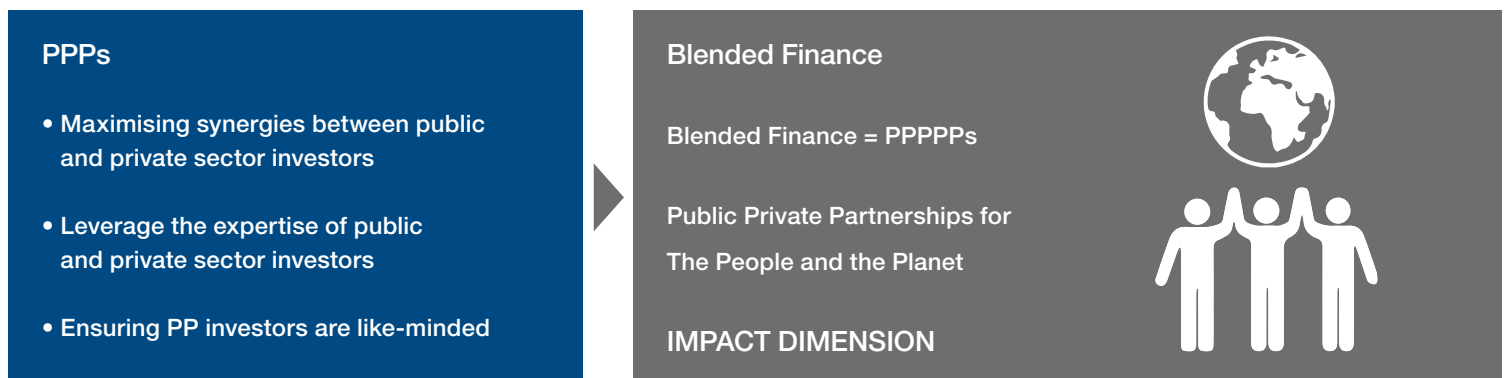 PPPs
• Maximising synergies between public
and private sector investors
• Leverage the expertise of public
and private sector investors
• Ensuring PP investors are like-minded
Blended Finance
Blended Finance = PPPPPs
Public Private Partnerships for
The People and the Planet
IMPACT DIMENSION